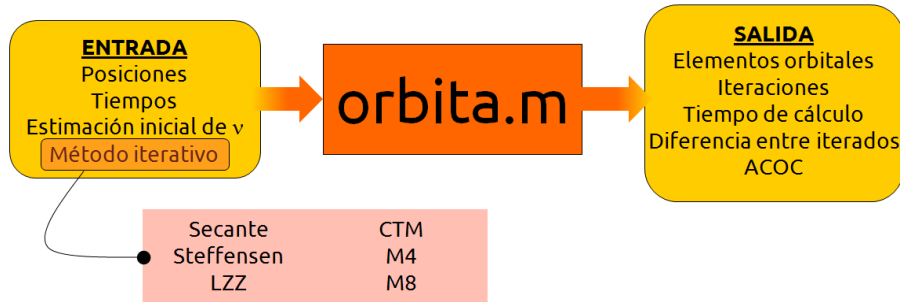 ENTRADA
Posiciones
Tiempos
Estimación inicial de ν
Método iterativo
orbita.m
SALIDA
Elementos orbitales
Iteraciones
Tiempo de cálculo
Diferencia entre iterados
ACOC
Secante CTM
Steffensen M4
LZZ M8